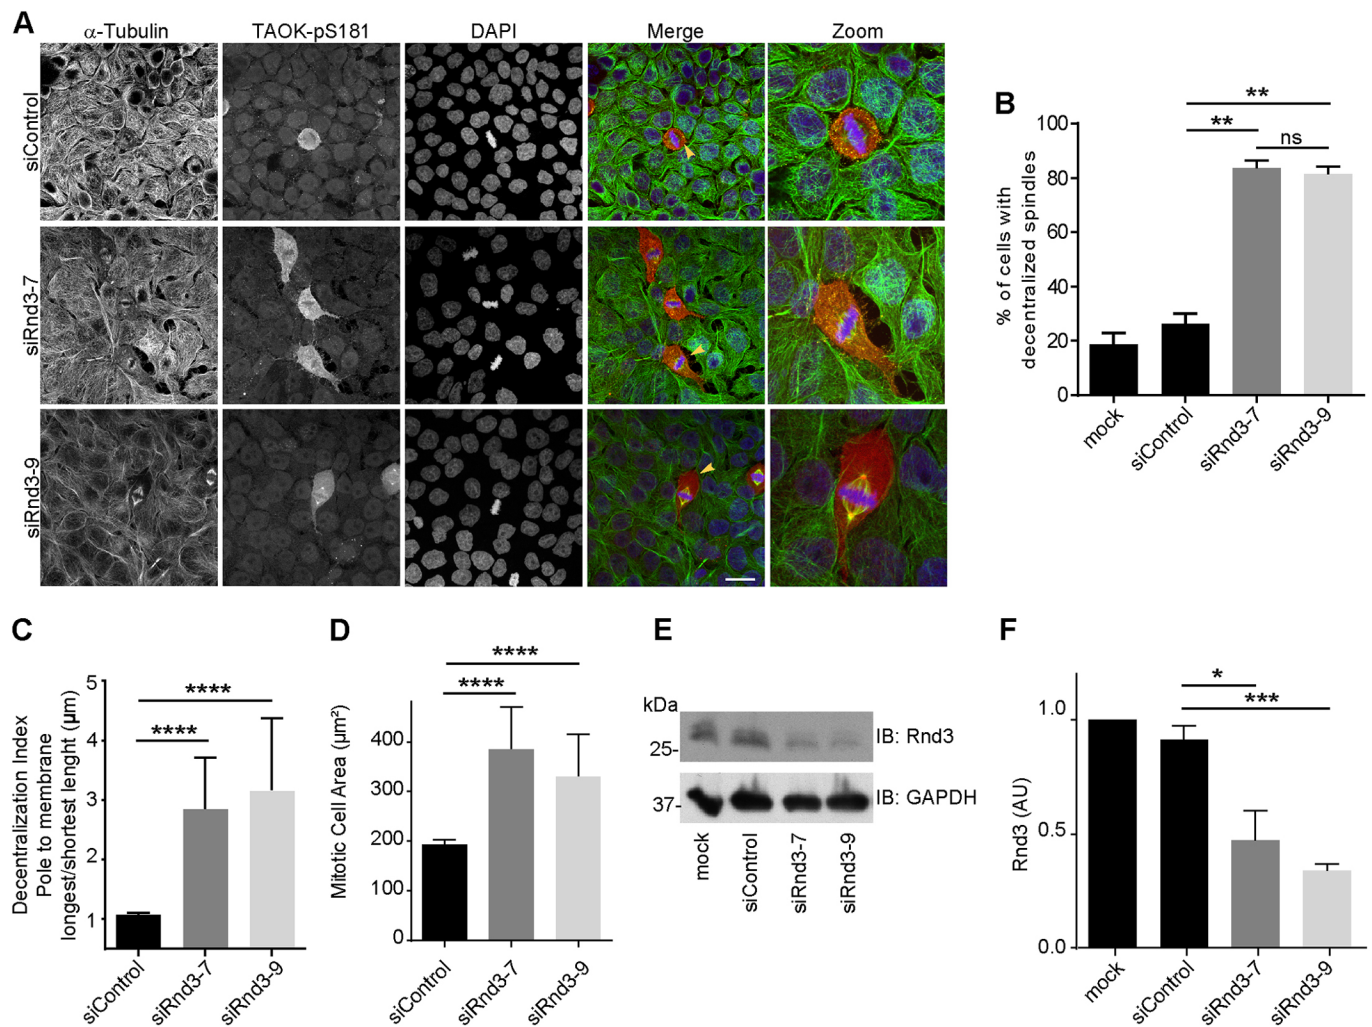 A
α-Tubulin TAOK-pS181 DAPI Merge Zoom
siControl
siRnd3-7
siRnd3-9
B
% of cells with
decentralized spindles
100
80
60
40
20
0
** 
** 
ns
mock siControl siRnd3-7 siRnd3-9
C
Decentralization Index
Pole to membrane
longest/shortest lenght (μm)
5
4
3
2
1
****
****
siControl siRnd3-7 siRnd3-9
D
Mitotic Cell Area (μm²)
400
300
200
100
0
****
****
siControl siRnd3-7 siRnd3-9
E
kDa
25-
37-
IB: Rnd3
IB: GAPDH
mock siControl siRnd3-7 siRnd3-9
F
Rnd3 (AU)
1.0
0.5
0.0
*
***
mock siControl siRnd3-7 siRnd3-9